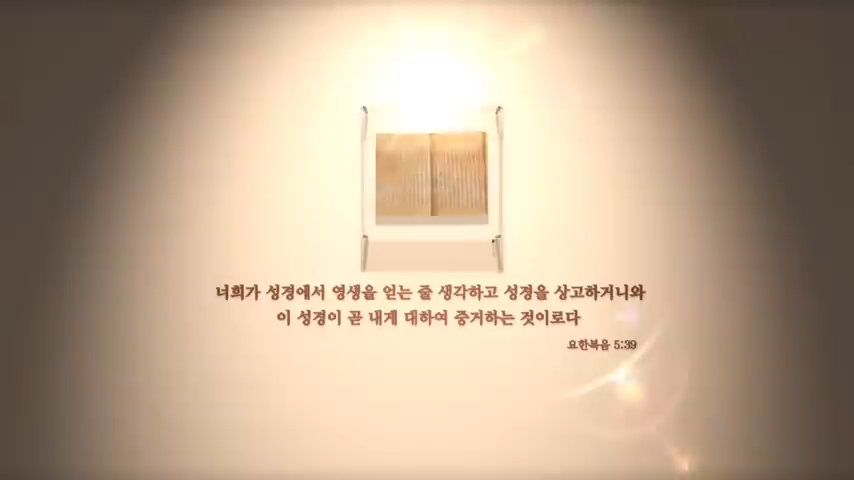 너희가 성경에서 영생을 얻는 줄 생각하고 성경을 상고하거니와
이 성경이 곧 내게 대하여 증거하는 것이로다
요한복음 5:39